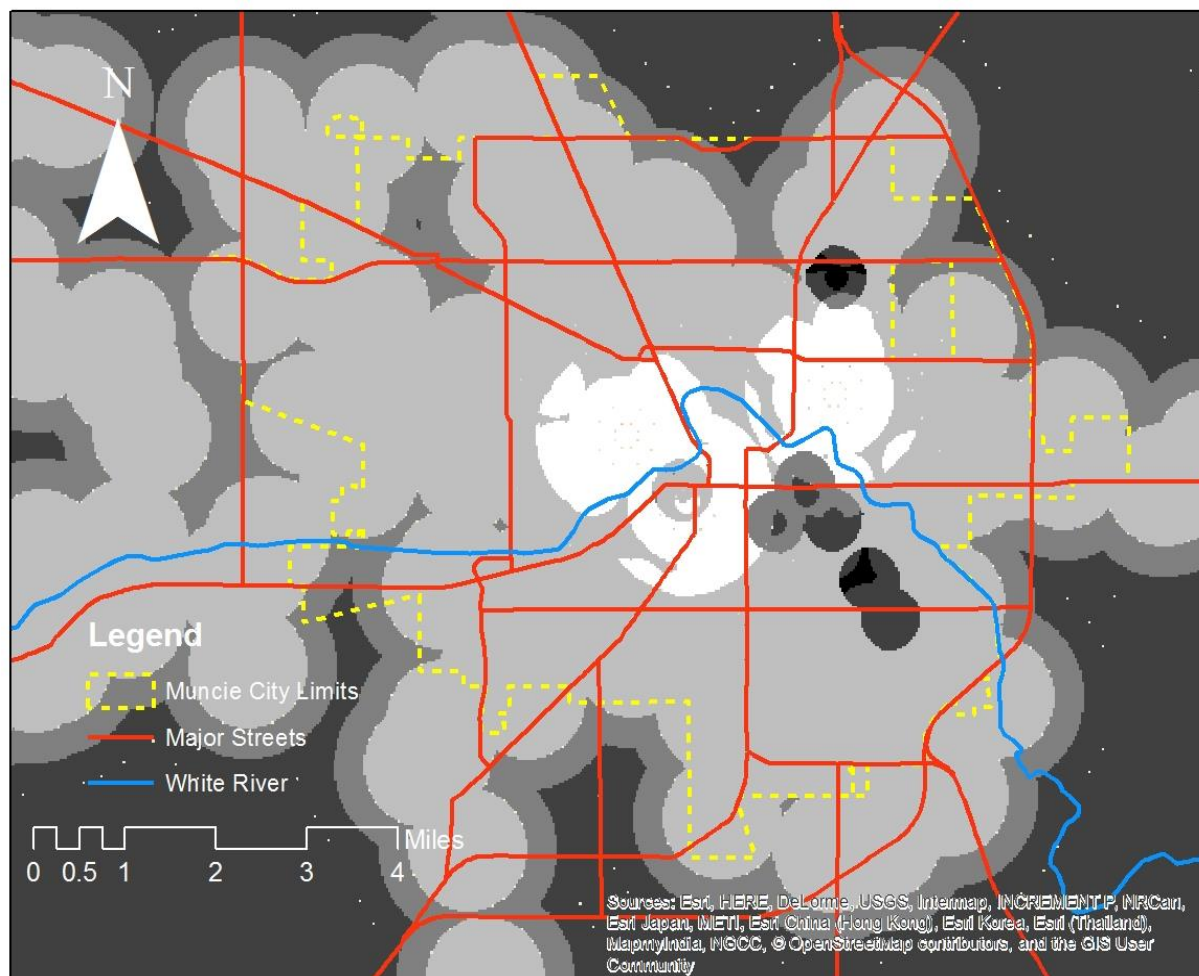 N
Legend
Muncie City Limits
Major Streets
White River
Miles
0 0.5 1 2 3 4
Sources: Esri, HERE, DeLorme, USGS, Intermap, INCREMENT P, NRCan,
Esri Japan, METI, Esri China (Hong Kong), Esri Korea, Esri (Thailand),
MapmyIndia, NGCC, © OpenStreetMap contributors, and the GIS User
Community